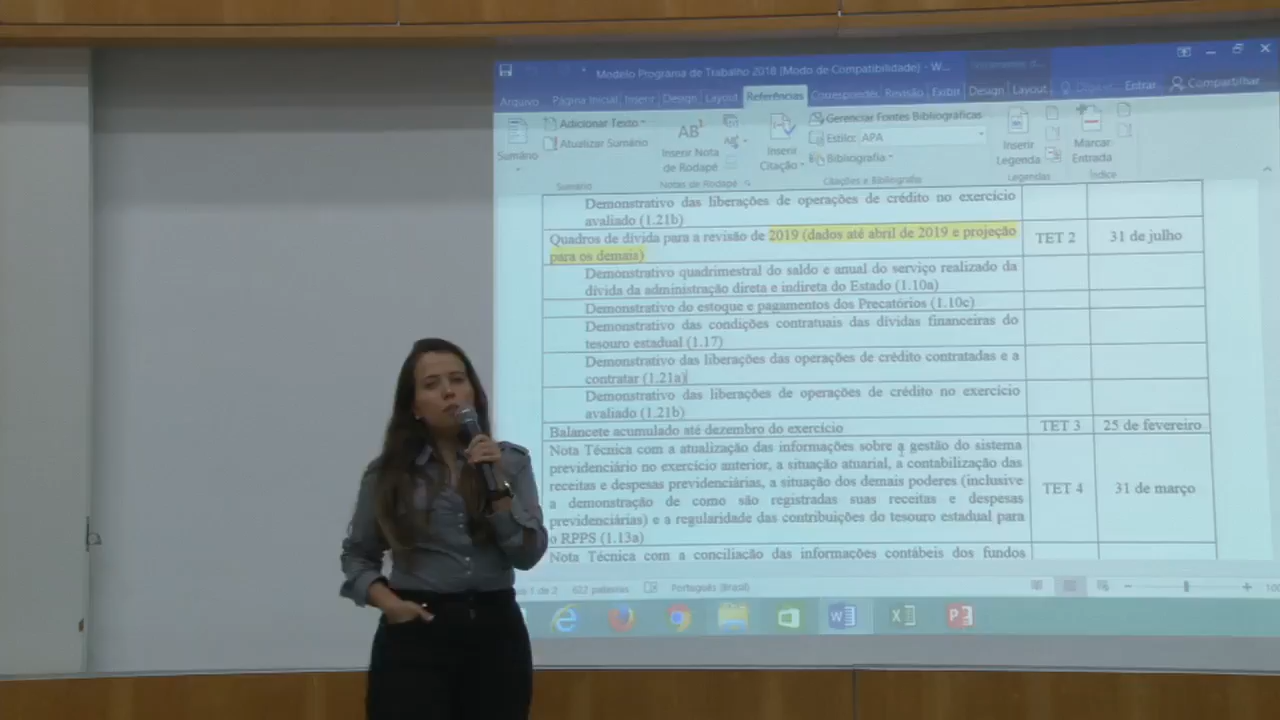 Modelo Programa de Trabalho 2018 [Modo de Compatibilidade] - W...
Arquivo Página Inicial Inserir Design Layout Referências Correspondên Revisão Exibir Design Layout Entrar Compartilhar
Sumário
Adicionar Texto
Atualizar Sumário
Sumário
AB¹
Inserir Nota
de Rodapé
Notas de Rodapé
Inserir
Citação
Gerenciar Fontes Bibliográficas
Estilo: APA
Bibliografia
Citações e Bibliografia
Inserir
Legenda
Legendas
Marcar
Entrada
Índice
Demonstrativo das liberações de operações de crédito no exercício
avaliado (1.21b)
Quadros de dívida para a revisão de 2019 (dados até abril de 2019 e projeção
para os demais)
TET 2 31 de julho
Demonstrativo quadrimestral do saldo e anual do serviço realizado da
dívida da administração direta e indireta do Estado (1.10a)
Demonstrativo do estoque e pagamentos dos Precatórios (1.10c)
Demonstrativo das condições contratuais das dívidas financeiras do
tesouro estadual (1.17)
Demonstrativo das liberações das operações de crédito contratadas e a
contratar (1.21a)
Demonstrativo das liberações de operações de crédito no exercício
avaliado (1.21b)
Balancete acumulado até dezembro do exercício TET 3 25 de fevereiro
Nota Técnica com a atualização das informações sobre a gestão do sistema
previdenciário no exercício anterior, a situação atuarial, a contabilização das
receitas e despesas previdenciárias, a situação dos demais poderes (inclusive
a demonstração de como são registradas suas receitas e despesas
previdenciárias) e a regularidade das contribuições do tesouro estadual para
o RPPS (1.13a)
TET 4 31 de março
Nota Técnica com a conciliação das informações contábeis dos fundos
1 de 2 622 palavras Português (Brasil)